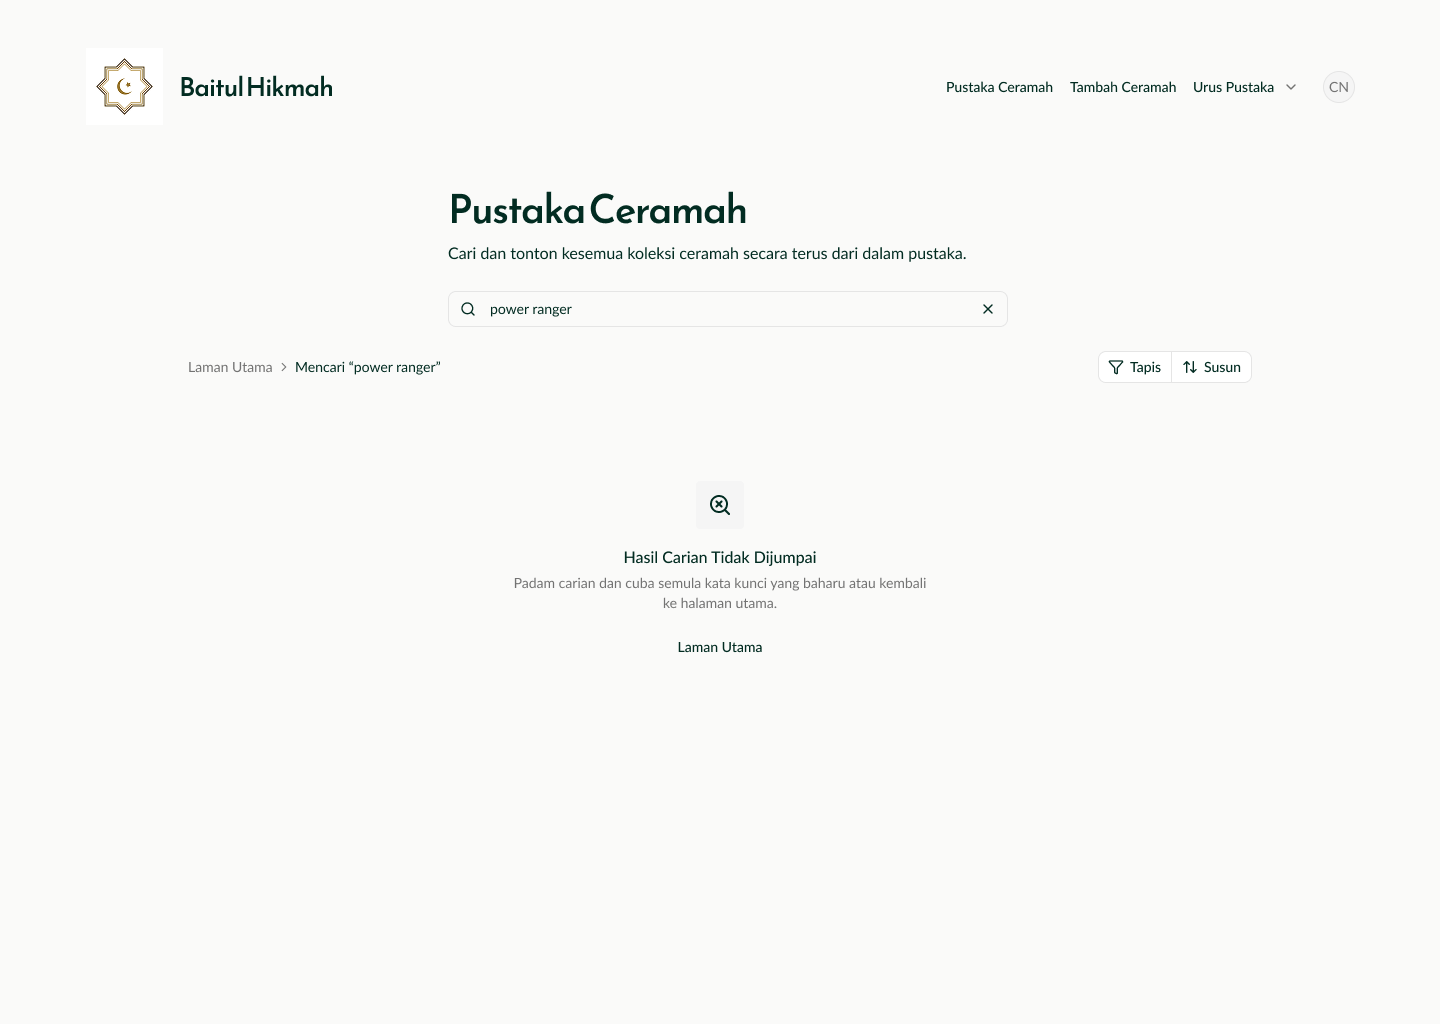 Baitul Hikmah
Pustaka Ceramah
Tambah Ceramah
Urus Pustaka
CN
Pustaka Ceramah
Cari dan tonton kesemua koleksi ceramah secara terus dari dalam pustaka.
power ranger
Laman Utama > Mencari “power ranger”
Tapis
Susun
Hasil Carian Tidak Dijumpai
Padam carian dan cuba semula kata kunci yang baharu atau kembali
ke halaman utama.
Laman Utama